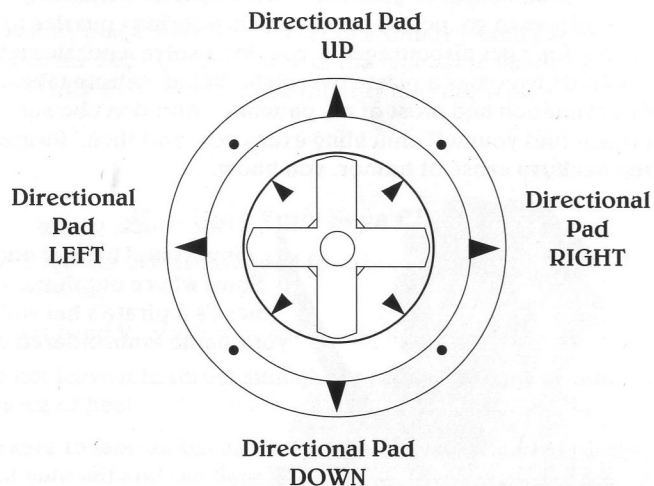 Directional Pad
UP
Directional
Pad
LEFT
Directional
Pad
RIGHT
Directional Pad
DOWN